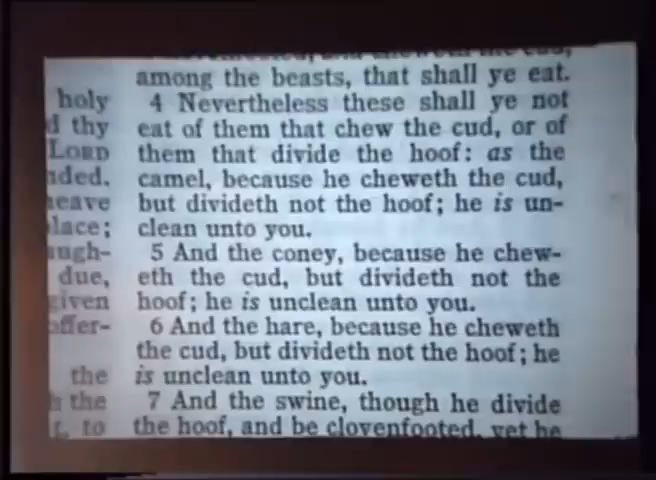 among the beasts, that shall ye eat.
4 Nevertheless these shall ye not
eat of them that chew the cud, or of
them that divide the hoof: as the
camel, because he cheweth the cud,
but divideth not the hoof; he is un-
clean unto you.
5 And the coney, because he chew-
eth the cud, but divideth not the
hoof; he is unclean unto you.
6 And the hare, because he cheweth
the cud, but divideth not the hoof; he
is unclean unto you.
7 And the swine, though he divide
the hoof, and be clovenfooted, yet he
holy
thy
LORD
lace;
due,
given
offer-
the
the
to